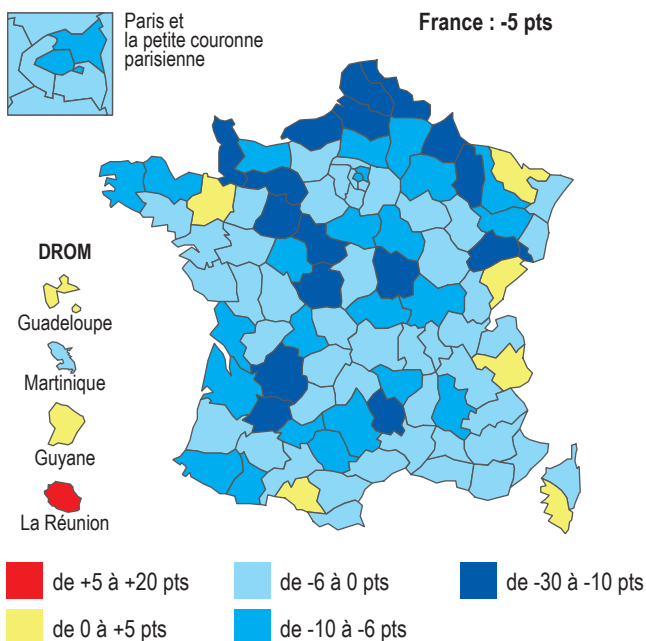 Paris et
la petite couronne
parisienne
France : -5 pts
DROM
Guadeloupe
Martinique
Guyane
La Réunion
de +5 à +20 pts
de -6 à 0 pts
de -30 à -10 pts
de 0 à +5 pts
de -10 à -6 pts